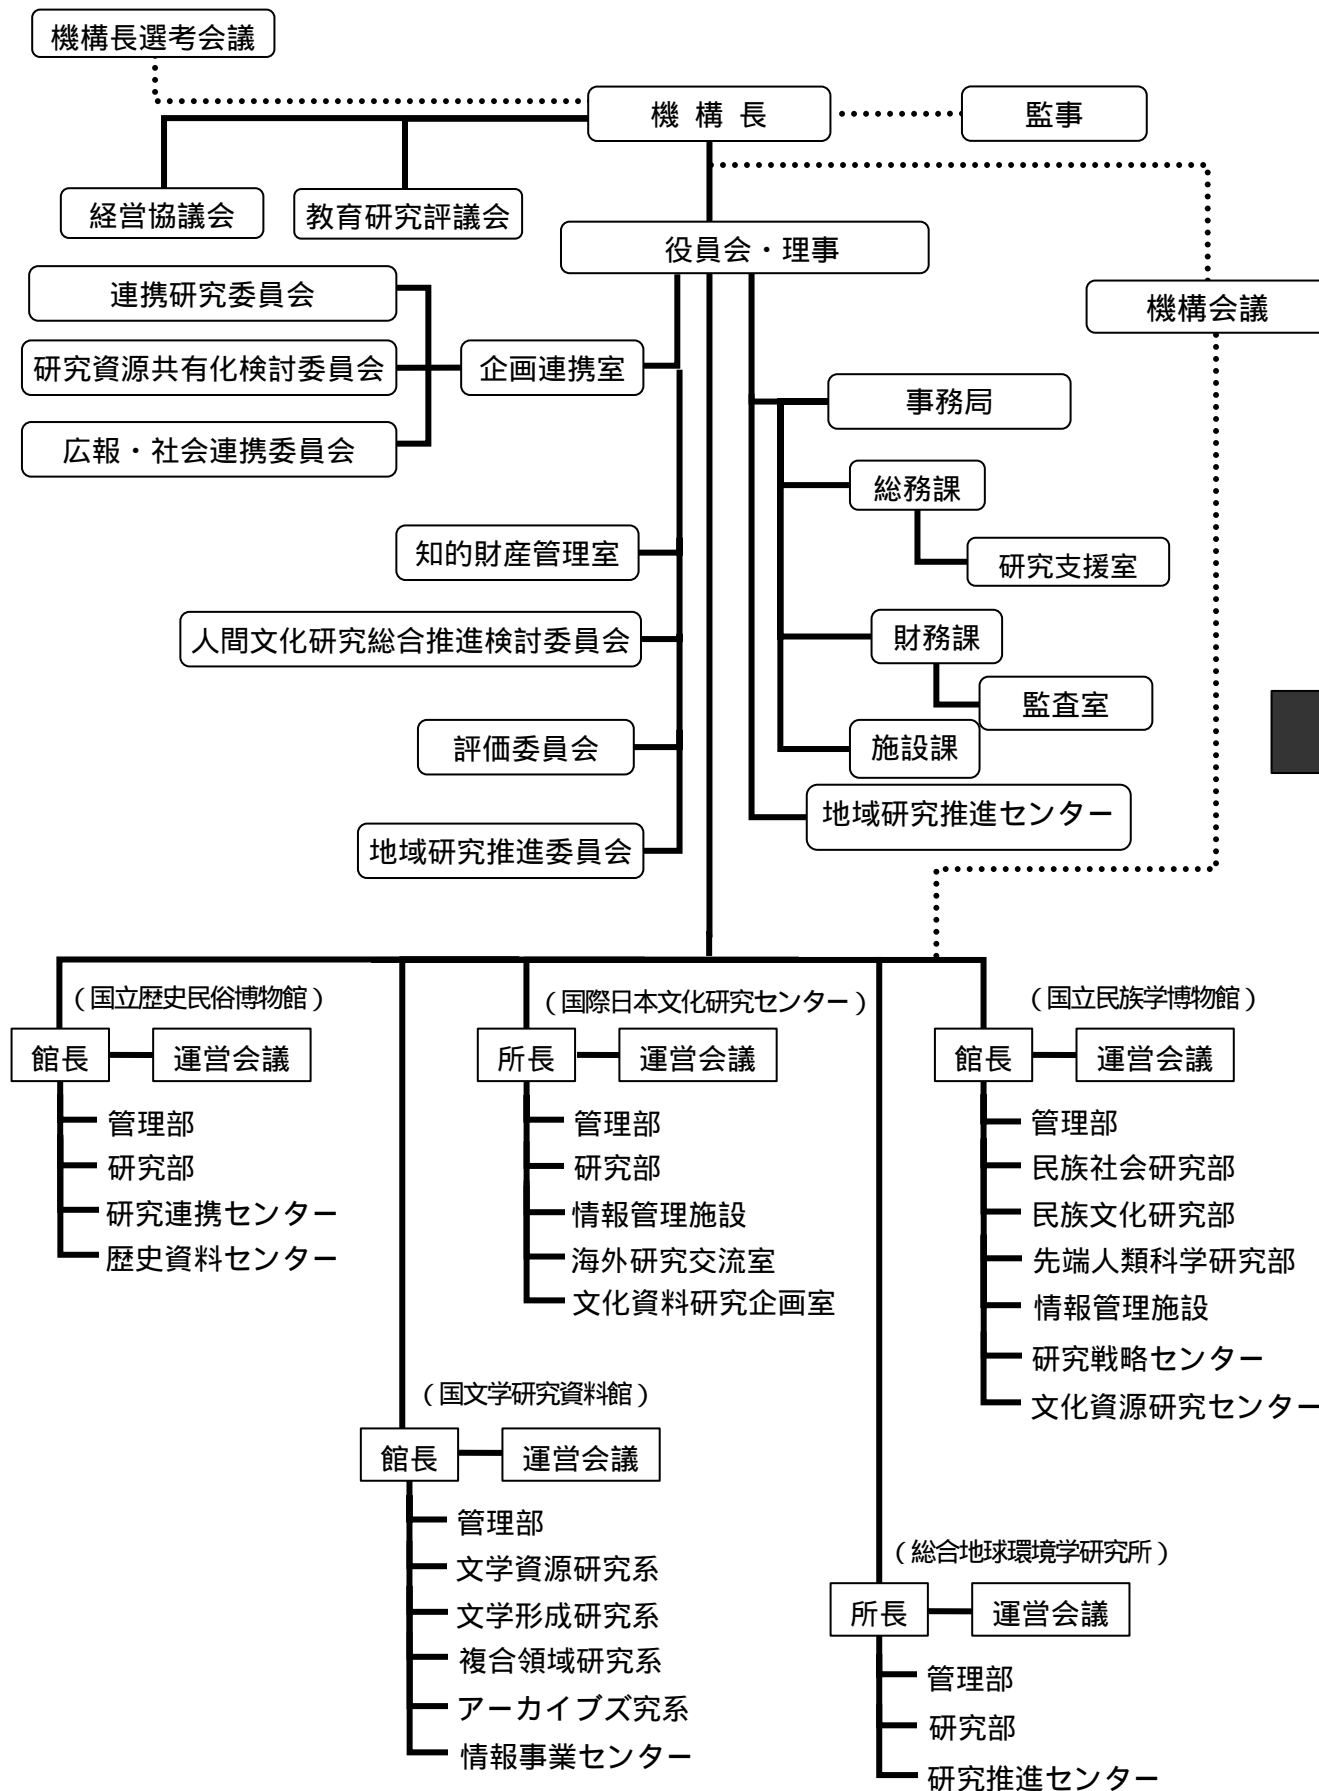 機構長選考会議
機 構 長
監事
経営協議会
教育研究評議会
役員会・理事
連携研究委員会
機構会議
研究資源共有化検討委員会
企画連携室
事務局
広報・社会連携委員会
総務課
知的財産管理室
研究支援室
人間文化研究総合推進検討委員会
財務課
監査室
評価委員会
施設課
地域研究推進センター
地域研究推進委員会
（国立歴史民俗博物館）
館長
運営会議
管理部
研究部
研究連携センター
歴史資料センター
（国際日本文化研究センター）
所長
運営会議
管理部
研究部
情報管理施設
海外研究交流室
文化資料研究企画室
（国立民族学博物館）
館長
運営会議
管理部
民族社会研究部
民族文化研究部
先端人類科学研究部
情報管理施設
研究戦略センター
文化資源研究センター
（国文学研究資料館）
館長
運営会議
管理部
文学資源研究系
文学形成研究系
複合領域研究系
アーカイブズ究系
情報事業センター
（総合地球環境学研究所）
所長
運営会議
管理部
研究部
研究推進センター